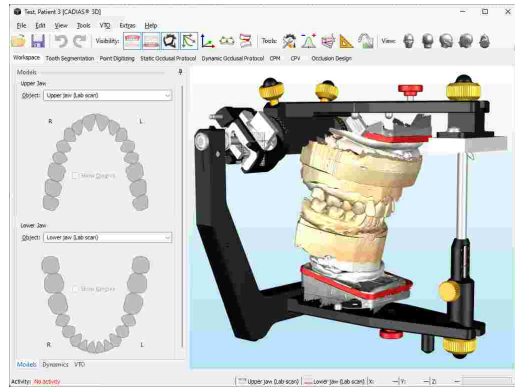 Test, Patient 3 [CADIAS® 3D]
File Edit View Tools VTO Extras Help
Visibility: Tools: View:
Workspace Tooth Segmentation Point Digitizing Static Occlusal Protocol Dynamic Occlusal Protocol CPM CPV Occlusion Design
Models
Upper Jaw
Object: Upper Jaw (Lab scan)
R L
Show Origins
Lower Jaw
Object: Lower Jaw (Lab scan)
Show Origins
R L
Models Dynamics VTO
Activity: No activity Upper Jaw (Lab scan) Lower Jaw (Lab scan) X: — Y: — Z: —